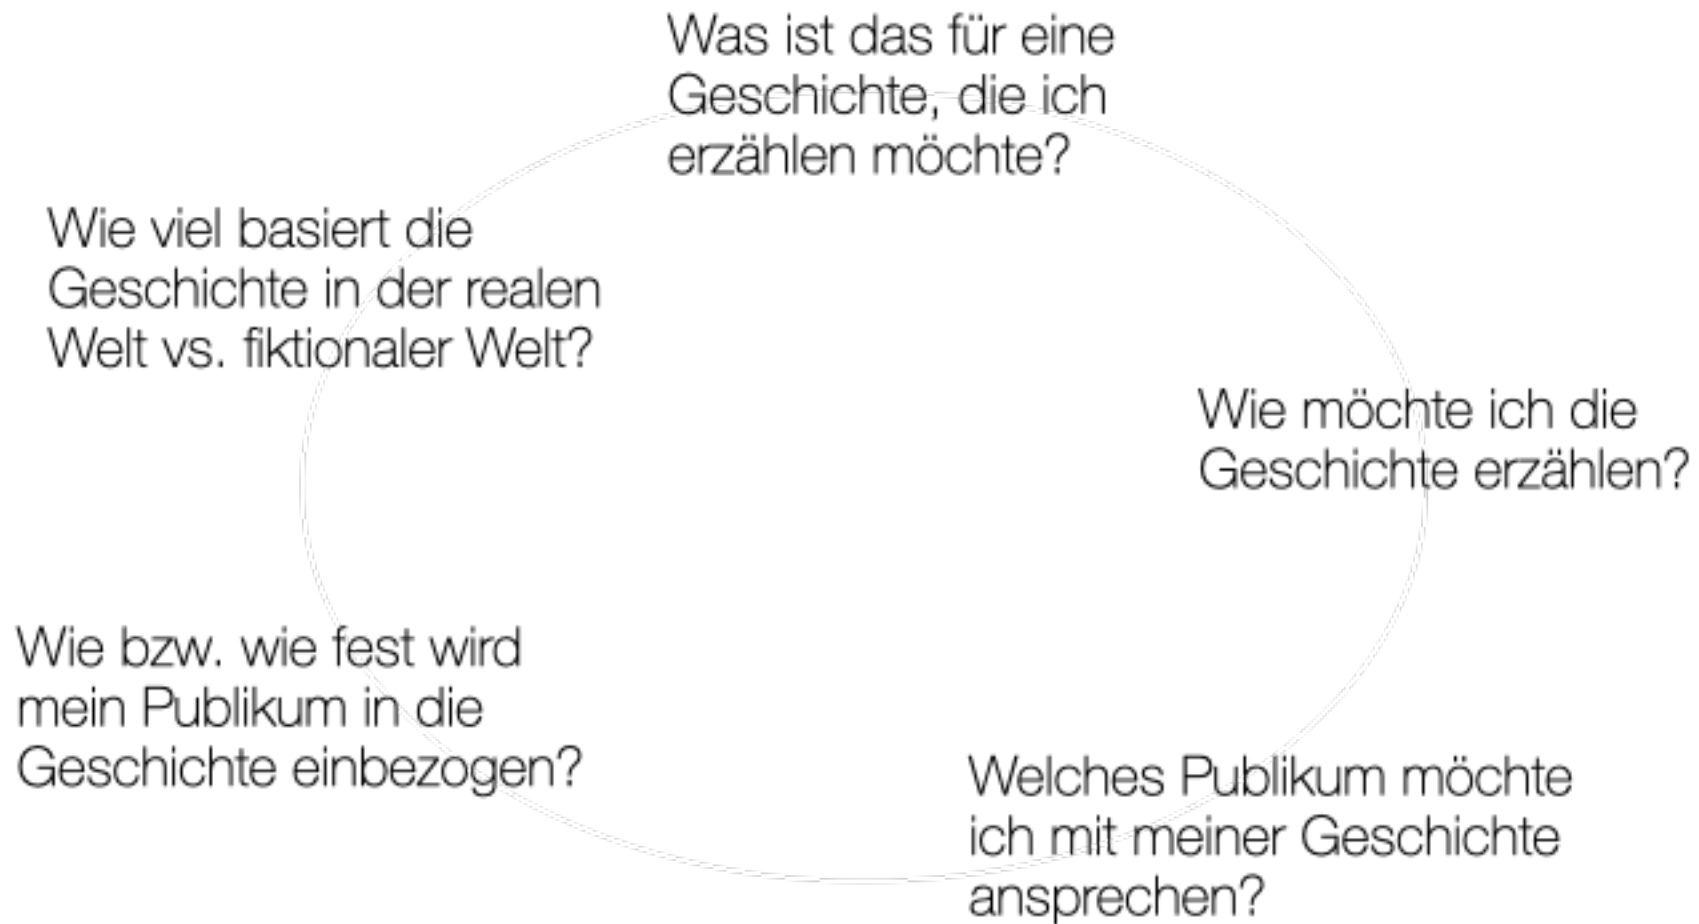 Was ist das für eine
Geschichte, die ich
erzählen möchte?
Wie möchte ich die
Geschichte erzählen?
Welches Publikum möchte
ich mit meiner Geschichte
ansprechen?
Wie bzw. wie fest wird
mein Publikum in die
Geschichte einbezogen?
Wie viel basiert die
Geschichte in der realen
Welt vs. fiktionaler Welt?